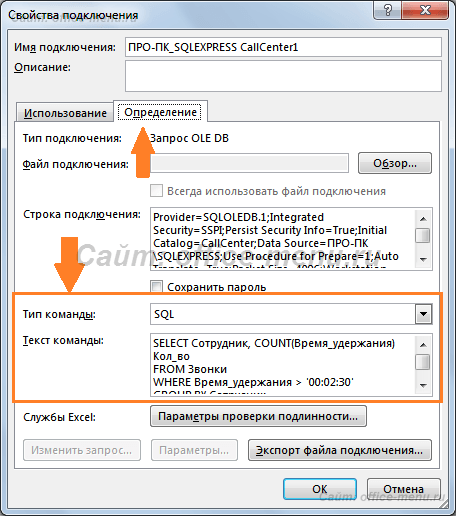 Свойства подключения
Имя подключения: ПРО-ПК_SQLEXPRESS CallCenter1
Описание:
Использование Определение
Тип подключения: Запрос OLE DB
Файл подключения: Обзор...
Всегда использовать файл подключения
Строка подключения: Provider=SQLOLEDB.1;Integrated
Security=SSPI;Persist Security Info=True;Initial
Catalog=CallCenter;Data Source=ПРО-ПК
\SQLEXPRESS;Use Procedure for Prepare=1;Auto
Сайт: office-menu.ru
Сохранить пароль
Тип команды: SQL
Текст команды: SELECT Сотрудник, COUNT(Время_удержания)
Кол_во
FROM Звонки
WHERE Время_удержания > '00:02:30'
GROUP BY Сотрудник
Службы Excel: Параметры проверки подлинности...
Изменить запрос... Параметры... Экспорт файла подключения...
OK Отмена
Сайт: office-menu.ru